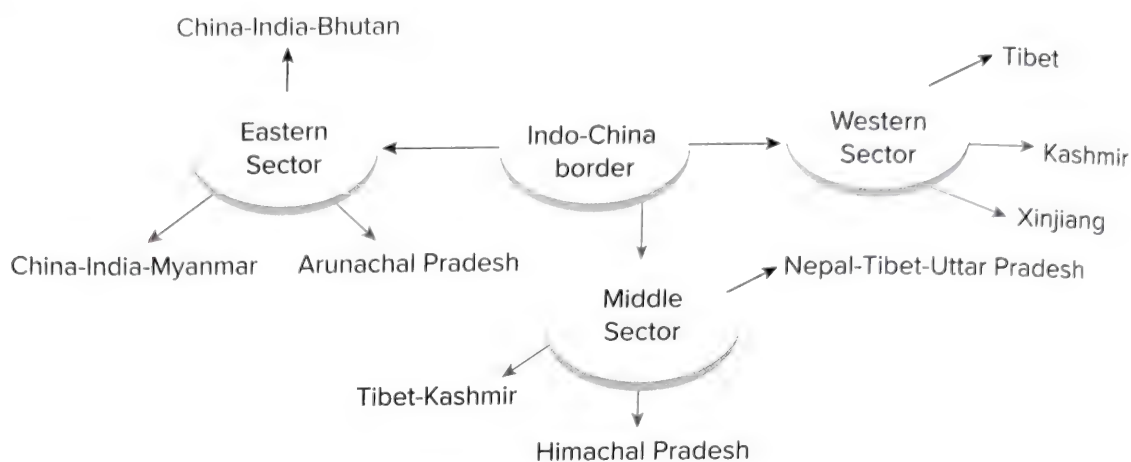 China-India-Bhutan
Tibet
Eastern
Sector
Indo-China
border
Western
Sector
Kashmir
Xinjiang
China-India-Myanmar
Arunachal Pradesh
Nepal-Tibet-Uttar Pradesh
Middle
Sector
Tibet-Kashmir
Himachal Pradesh